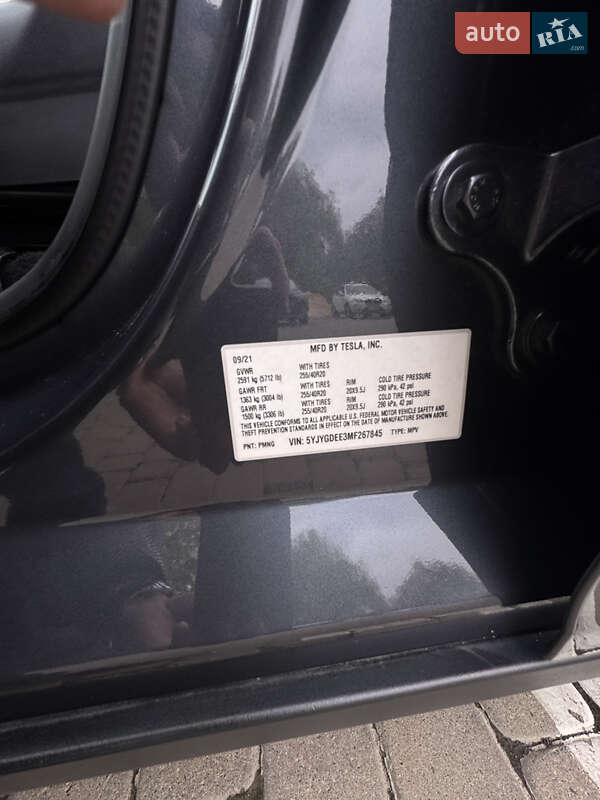 auto RIA .com
MFD BY TESLA, INC.
09/21
GVWR WITH TIRES
2591 kg (5712 lb) 255/40R20
GAWR FRT WITH TIRES RIM COLD TIRE PRESSURE
1363 kg (3004 lb) 255/40R20 20X9.5J 290 kPa, 42 psi
GAWR RR WITH TIRES RIM COLD TIRE PRESSURE
1500 kg (3306 lb) 255/40R20 20X9.5J 290 kPa, 42 psi
THIS VEHICLE CONFORMS TO ALL APPLICABLE U.S. FEDERAL MOTOR VEHICLE SAFETY AND
THEFT PREVENTION STANDARDS IN EFFECT ON THE DATE OF MANUFACTURE SHOWN ABOVE.
PNT: PMNG VIN: 5YJYGDEE3MF267845 TYPE: MPV